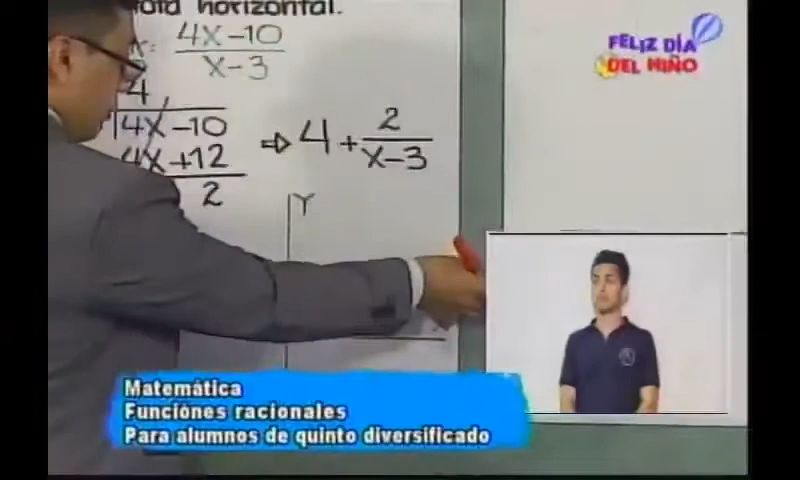 horizontal.
4X-10
X-3
4
4X-10
4X+12
2
⇒ 4 + 2
X-3
Y
FELIZ DÍA
DEL NIÑO
Matemática
Funciónes racionales
Para alumnos de quinto diversificado